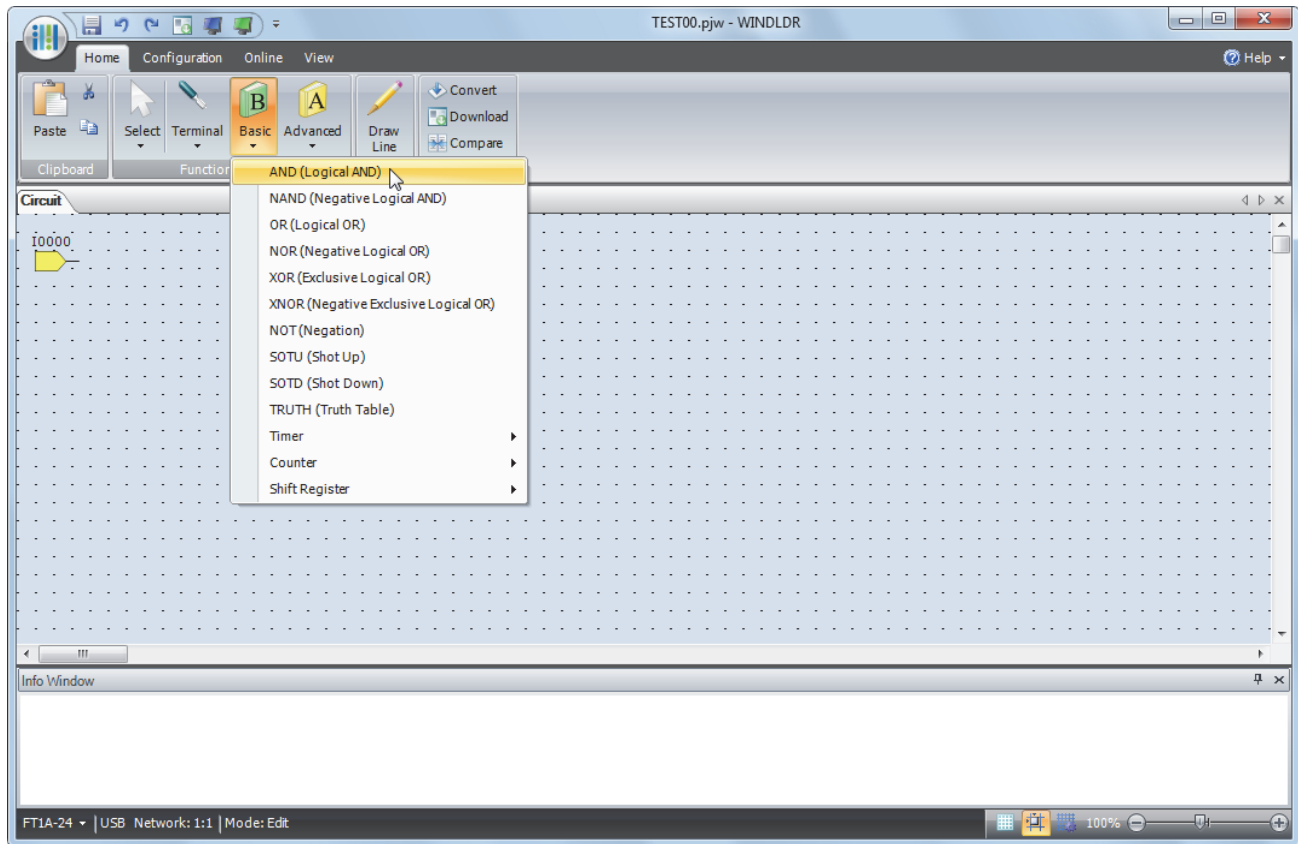 TEST00.pjw - WINDLDR
Home Configuration Online View Help
Paste Select Terminal Basic Advanced Draw Line
B A
Convert
Download
Compare
Clipboard Function
AND (Logical AND)
NAND (Negative Logical AND)
OR (Logical OR)
NOR (Negative Logical OR)
XOR (Exclusive Logical OR)
XNOR (Negative Exclusive Logical OR)
NOT (Negation)
SOTU (Shot Up)
SOTD (Shot Down)
TRUTH (Truth Table)
Timer
Counter
Shift Register
Circuit
I0000
Info Window
FT1A-24 USB Network: 1:1 Mode: Edit 100%